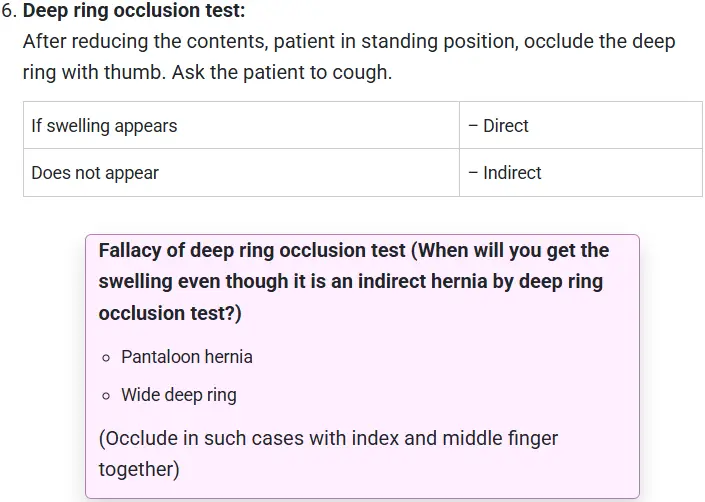 6. Deep ring occlusion test:
After reducing the contents, patient in standing position, occlude the deep
ring with thumb. Ask the patient to cough.
If swelling appears – Direct
Does not appear – Indirect
Fallacy of deep ring occlusion test (When will you get the
swelling even though it is an indirect hernia by deep ring
occlusion test?)
○ Pantaloon hernia
○ Wide deep ring
(Occlude in such cases with index and middle finger
together)